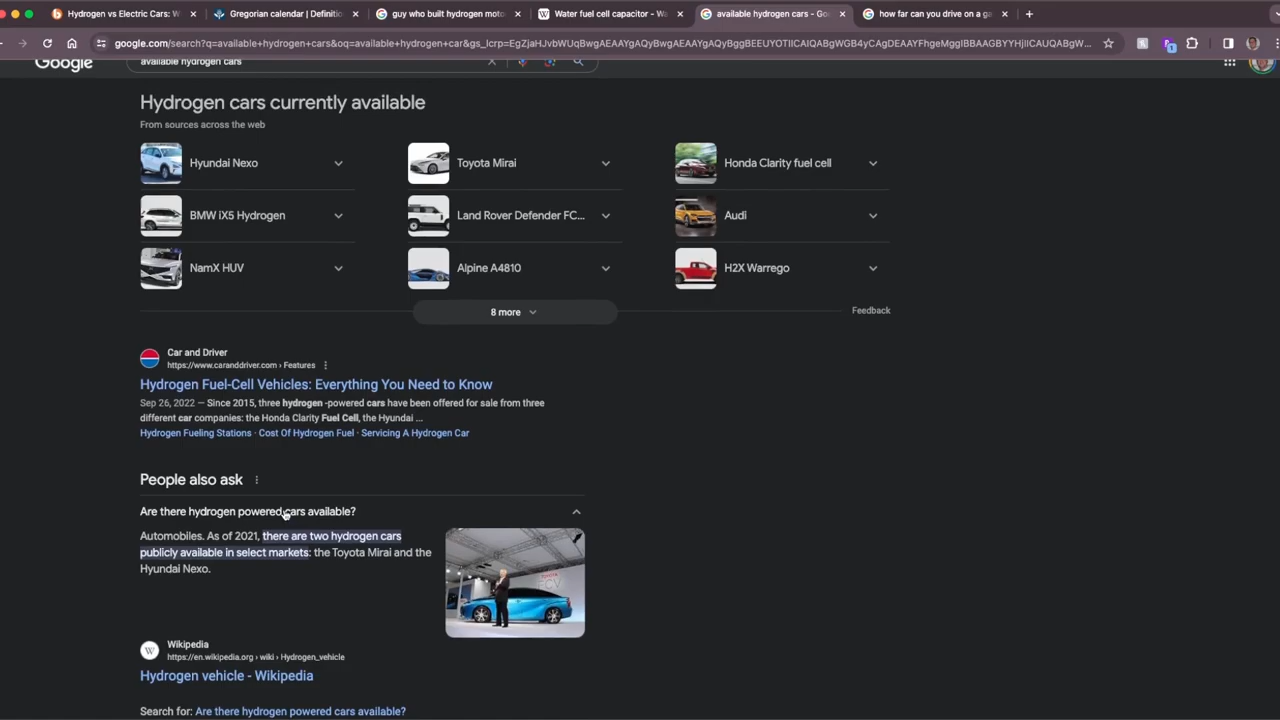 Hydrogen vs Electric Cars: W
Gregorian calendar | Definitio
guy who built hydrogen moto
Water fuel cell capacitor - Wa
available hydrogen cars - Goo
how far can you drive on a ga
google.com/search?q=available+hydrogen+cars&oq=available+hydrogen+car&gs_lcrp=EgZjaHJvbWUqBwgAEAAYgAQyBwgAEAAYgAQyBggBEEUYOTIICAIQABgWGB4yCAgDEAAYFhgeMggIBBAAGBYYHjIICAUQABgW...
Google
available hydrogen cars
Hydrogen cars currently available
From sources across the web
Hyundai Nexo
Toyota Mirai
Honda Clarity fuel cell
BMW iX5 Hydrogen
Land Rover Defender FC...
Audi
NamX HUV
Alpine A4810
H2X Warrego
8 more
Feedback
Car and Driver
https://www.caranddriver.com › Features
Hydrogen Fuel-Cell Vehicles: Everything You Need to Know
Sep 26, 2022 — Since 2015, three hydrogen -powered cars have been offered for sale from three
different car companies: the Honda Clarity Fuel Cell, the Hyundai ...
Hydrogen Fueling Stations · Cost Of Hydrogen Fuel · Servicing A Hydrogen Car
People also ask
Are there hydrogen powered cars available?
Automobiles. As of 2021, there are two hydrogen cars
publicly available in select markets: the Toyota Mirai and the
Hyundai Nexo.
TOYOTA
FCV
Wikipedia
https://en.wikipedia.org › wiki › Hydrogen_vehicle
Hydrogen vehicle - Wikipedia
Search for: Are there hydrogen powered cars available?